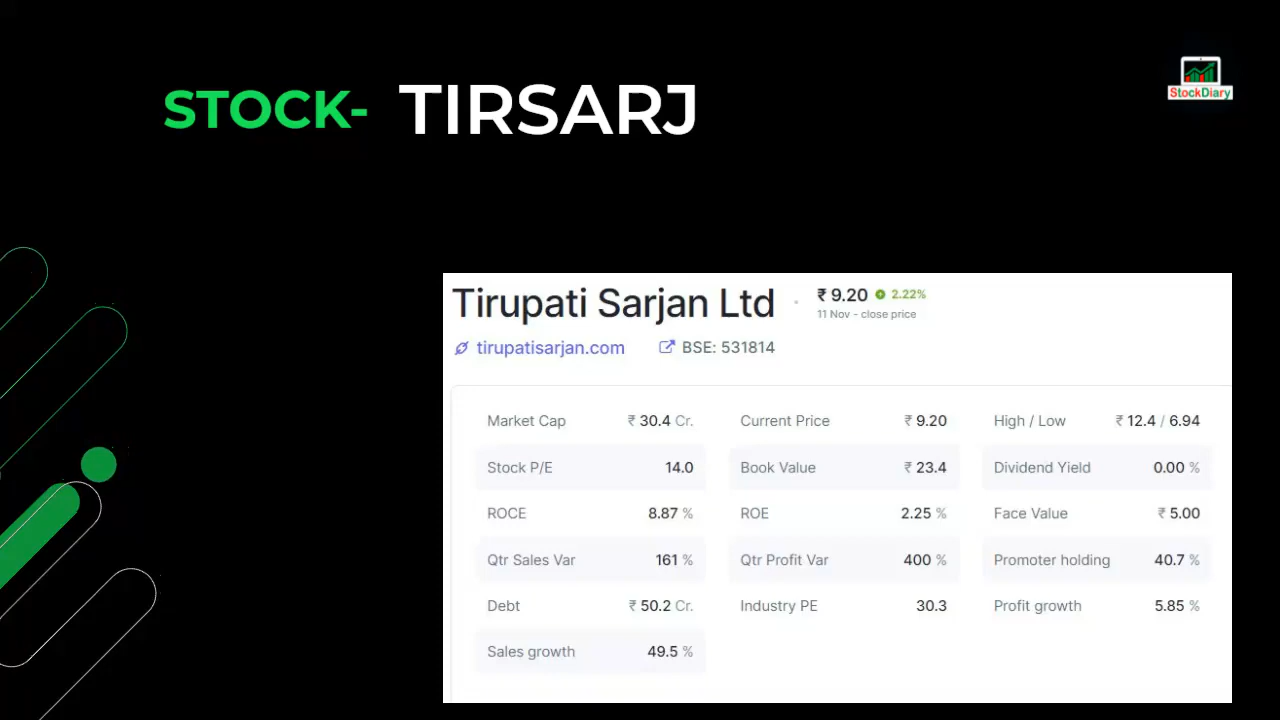 STOCK- TIRSARJ
StockDiary
Tirupati Sarjan Ltd ₹ 9.20 2.22%
11 Nov - close price
tirupatisarjan.com BSE: 531814
Market Cap ₹ 30.4 Cr. Current Price ₹ 9.20 High / Low ₹ 12.4 / 6.94
Stock P/E 14.0 Book Value ₹ 23.4 Dividend Yield 0.00 %
ROCE 8.87 % ROE 2.25 % Face Value ₹ 5.00
Qtr Sales Var 161 % Qtr Profit Var 400 % Promoter holding 40.7 %
Debt ₹ 50.2 Cr. Industry PE 30.3 Profit growth 5.85 %
Sales growth 49.5 %